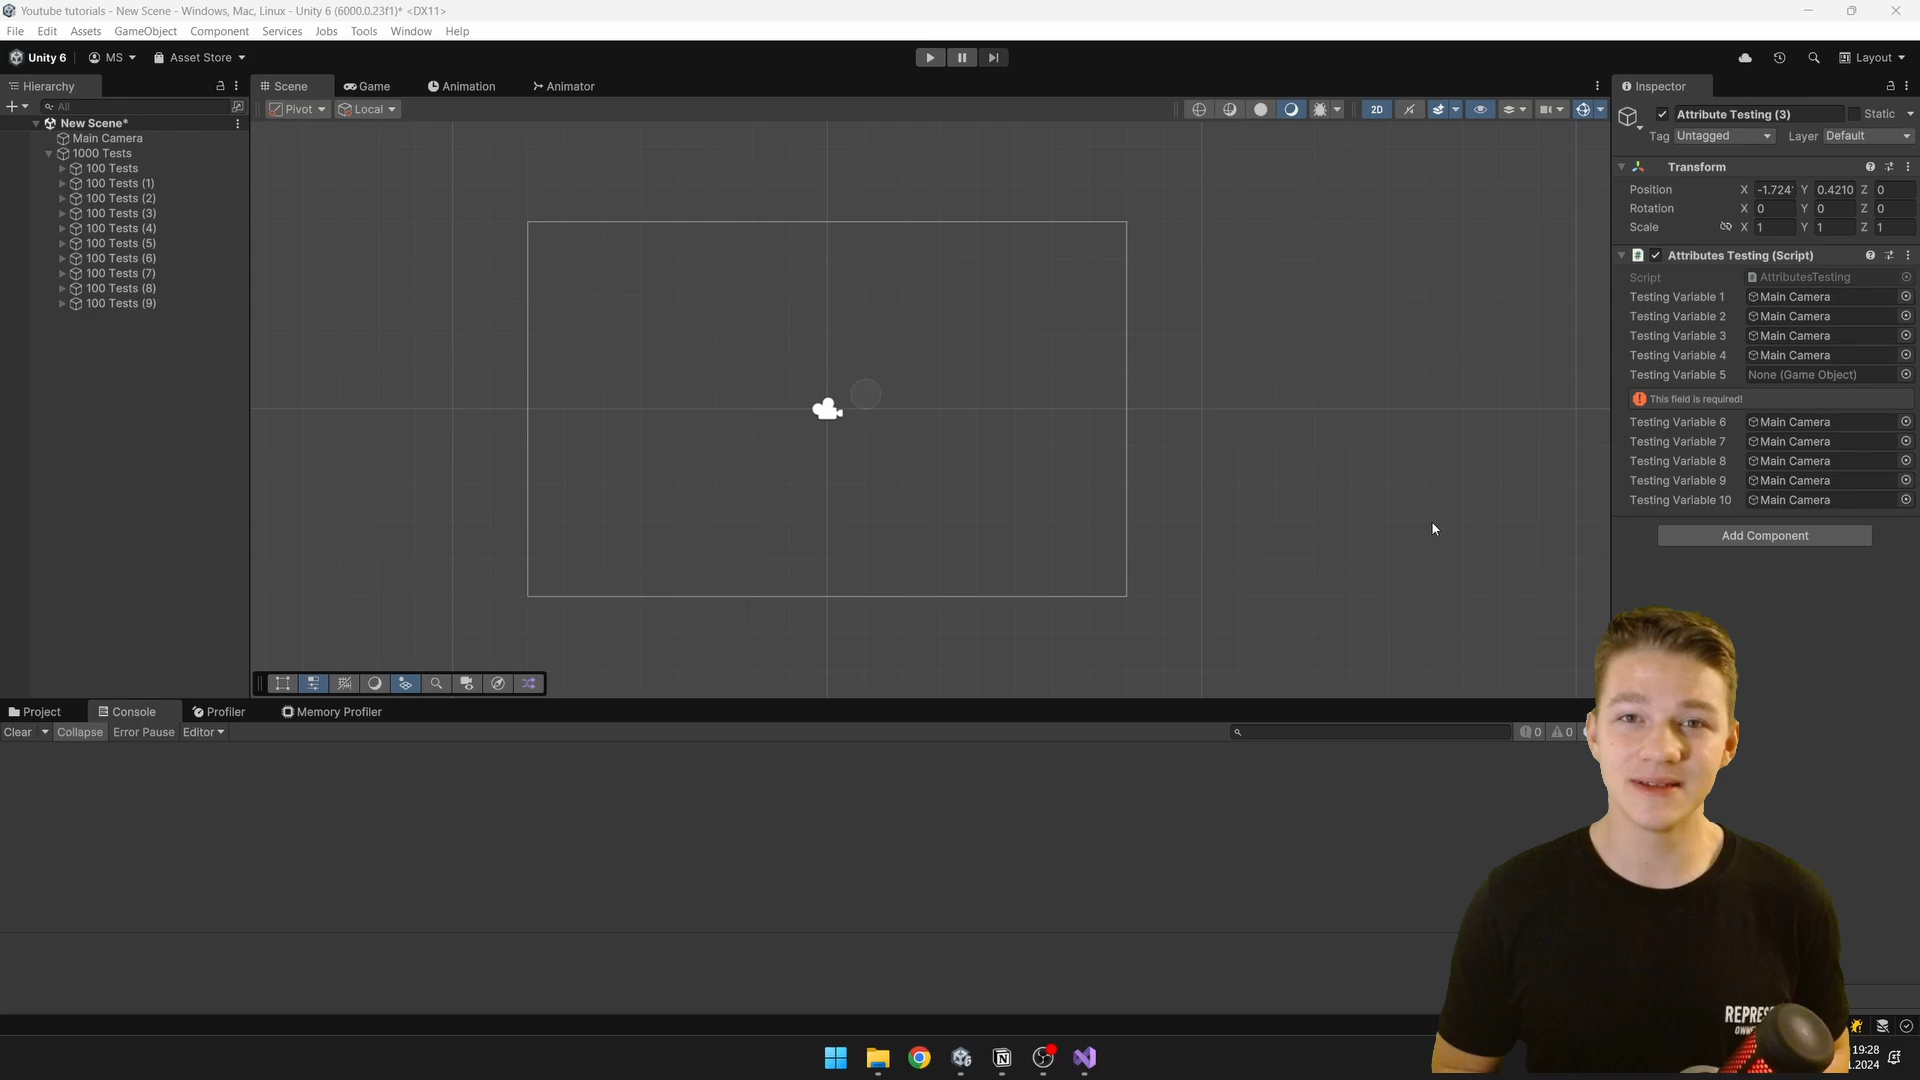 Youtube tutorials - New Scene - Windows, Mac, Linux - Unity 6 (6000.0.23f1)* <DX11>
File Edit Assets GameObject Component Services Jobs Tools Window Help
Unity 6 MS Asset Store Layout
Hierarchy Scene Game Animation Animator Inspector
All Pivot Local 2D
Attribute Testing (3) Static
Tag Untagged Layer Default
New Scene*
Main Camera
1000 Tests
100 Tests
100 Tests (1)
100 Tests (2)
100 Tests (3)
100 Tests (4)
100 Tests (5)
100 Tests (6)
100 Tests (7)
100 Tests (8)
100 Tests (9)
Transform
Position X -1.724 Y 0.4210 Z 0
Rotation X 0 Y 0 Z 0
Scale X 1 Y 1 Z 1
Attributes Testing (Script)
Script AttributesTesting
Testing Variable 1 Main Camera
Testing Variable 2 Main Camera
Testing Variable 3 Main Camera
Testing Variable 4 Main Camera
Testing Variable 5 None (Game Object)
This field is required!
Testing Variable 6 Main Camera
Testing Variable 7 Main Camera
Testing Variable 8 Main Camera
Testing Variable 9 Main Camera
Testing Variable 10 Main Camera
Add Component
Project Console Profiler Memory Profiler
Clear Collapse Error Pause Editor 0 0
19:28
.2024